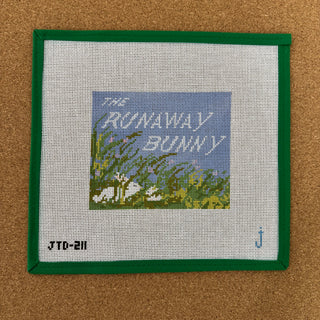 THE
RUNAWAY
BUNNY
JTD-211
j